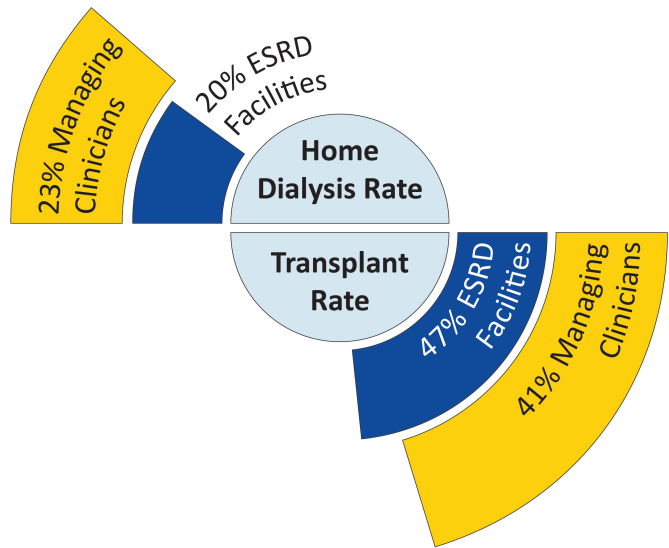 23% Managing
Clinicians
20% ESRD
Facilities
Home
Dialysis Rate
Transplant
Rate
47% ESRD
Facilities
41% Managing
Clinicians